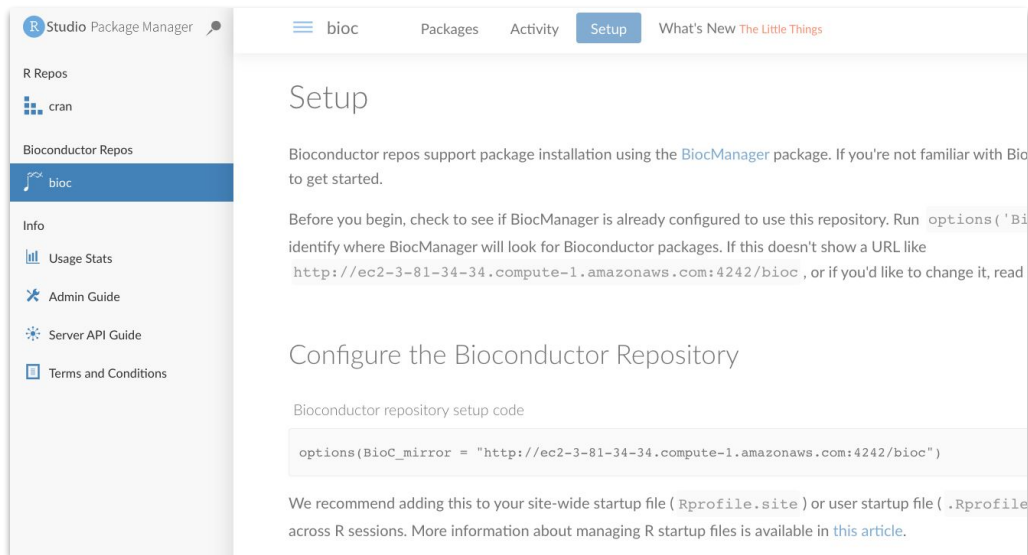 R Studio Package Manager
R Repos
cran
Bioconductor Repos
bioc
Info
Usage Stats
Admin Guide
Server API Guide
Terms and Conditions
bioc Packages Activity Setup What's New The Little Things
Setup
Bioconductor repos support package installation using the BiocManager package. If you're not familiar with Bio
to get started.
Before you begin, check to see if BiocManager is already configured to use this repository. Run options('Bi
identify where BiocManager will look for Bioconductor packages. If this doesn't show a URL like
http://ec2-3-81-34-34.compute-1.amazonaws.com:4242/bioc , or if you'd like to change it, read
Configure the Bioconductor Repository
Bioconductor repository setup code
options(BioC_mirror = "http://ec2-3-81-34-34.compute-1.amazonaws.com:4242/bioc")
We recommend adding this to your site-wide startup file ( Rprofile.site ) or user startup file ( .Rprofile
across R sessions. More information about managing R startup files is available in this article.